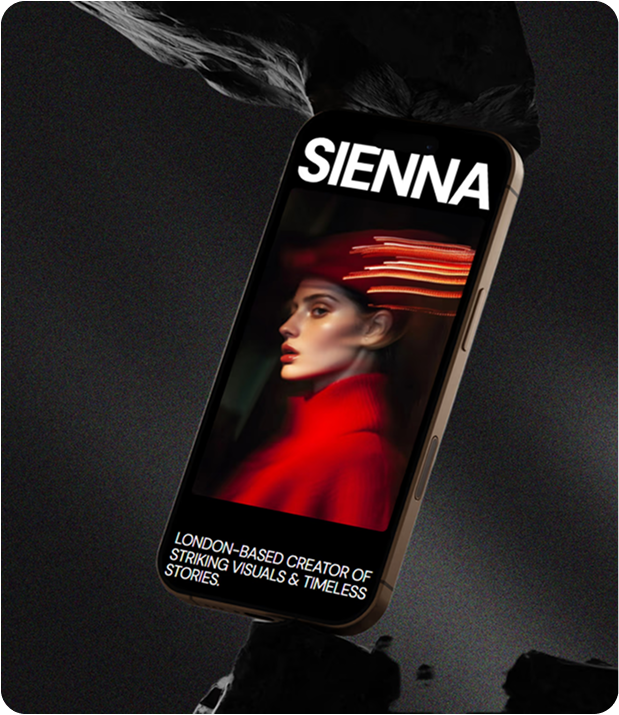 SIENNA
LONDON-BASED CREATOR OF
STRIKING VISUALS & TIMELESS
STORIES.